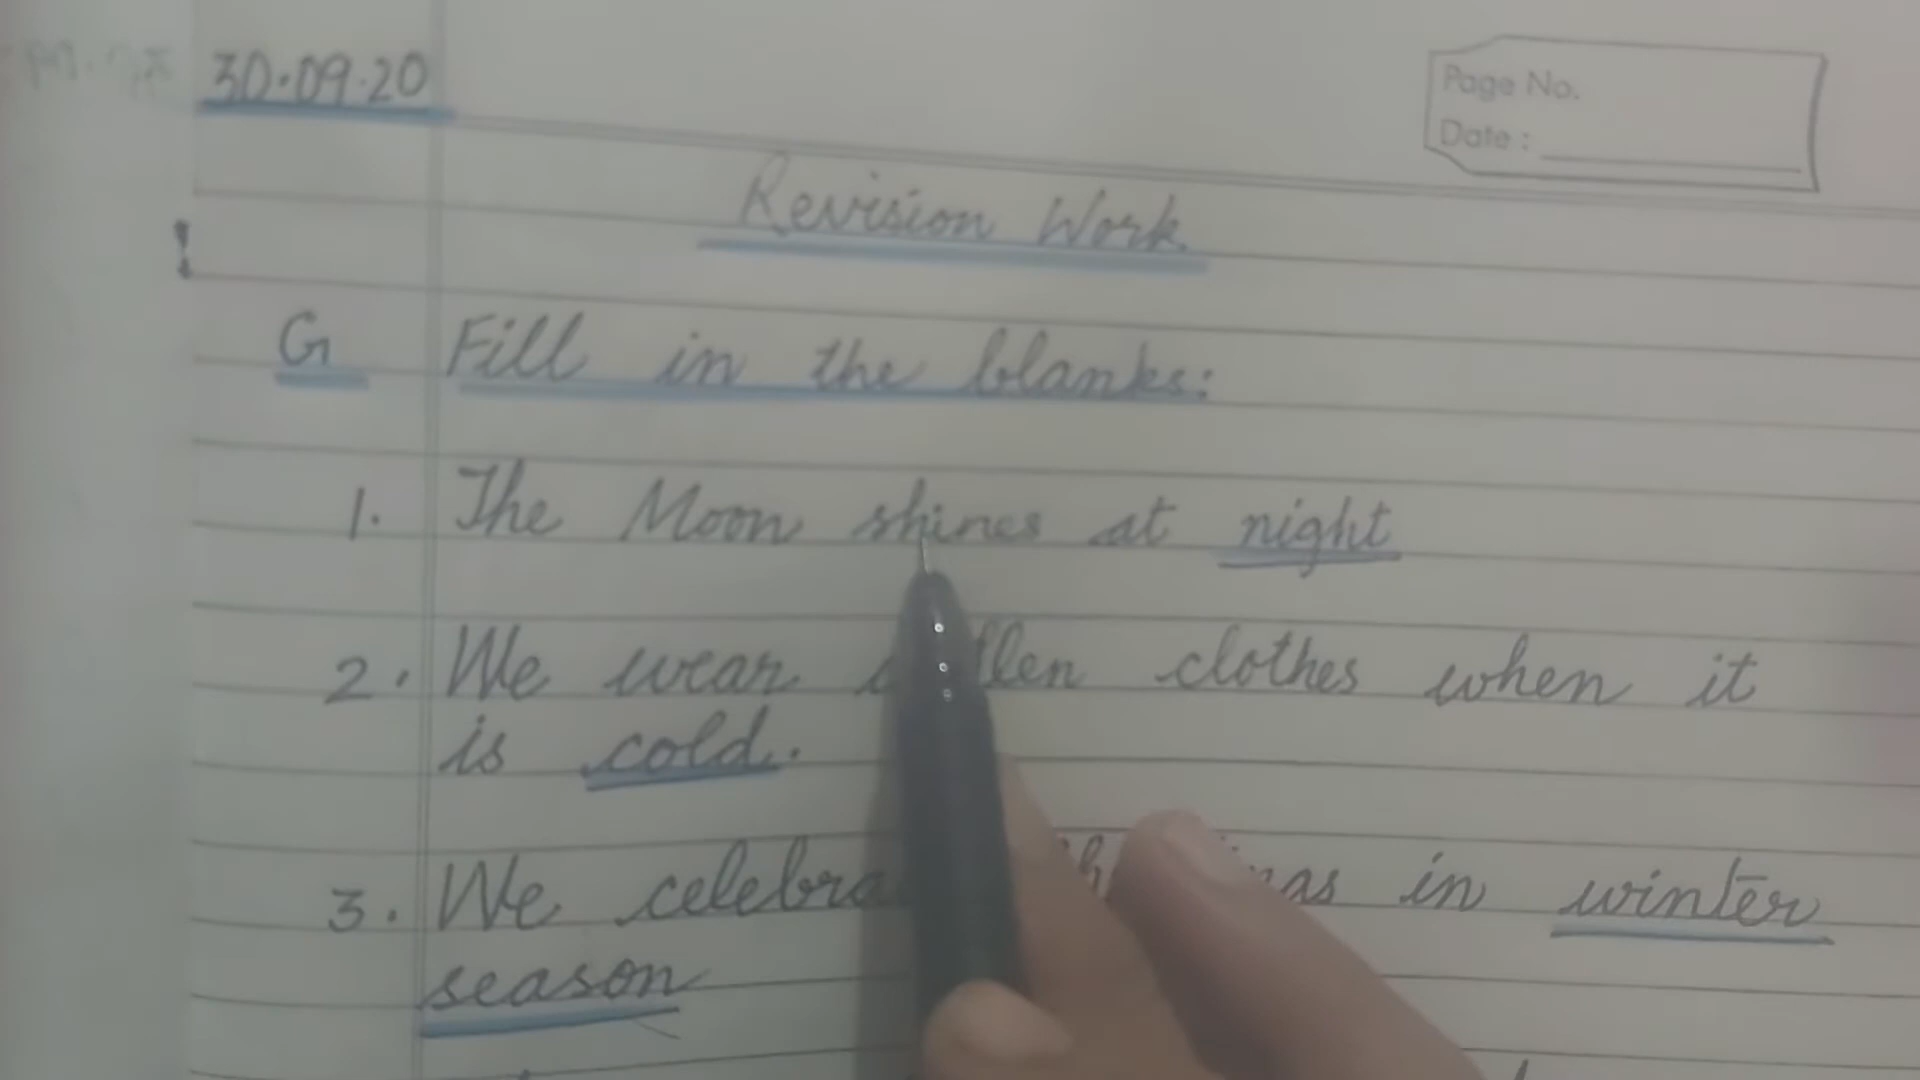 30.09.20
Page No.
Date :
Revision Work
G Fill in the blanks:
1. The Moon shines at night
2. We wear clothes when it
is cold.
3. We in winter
season